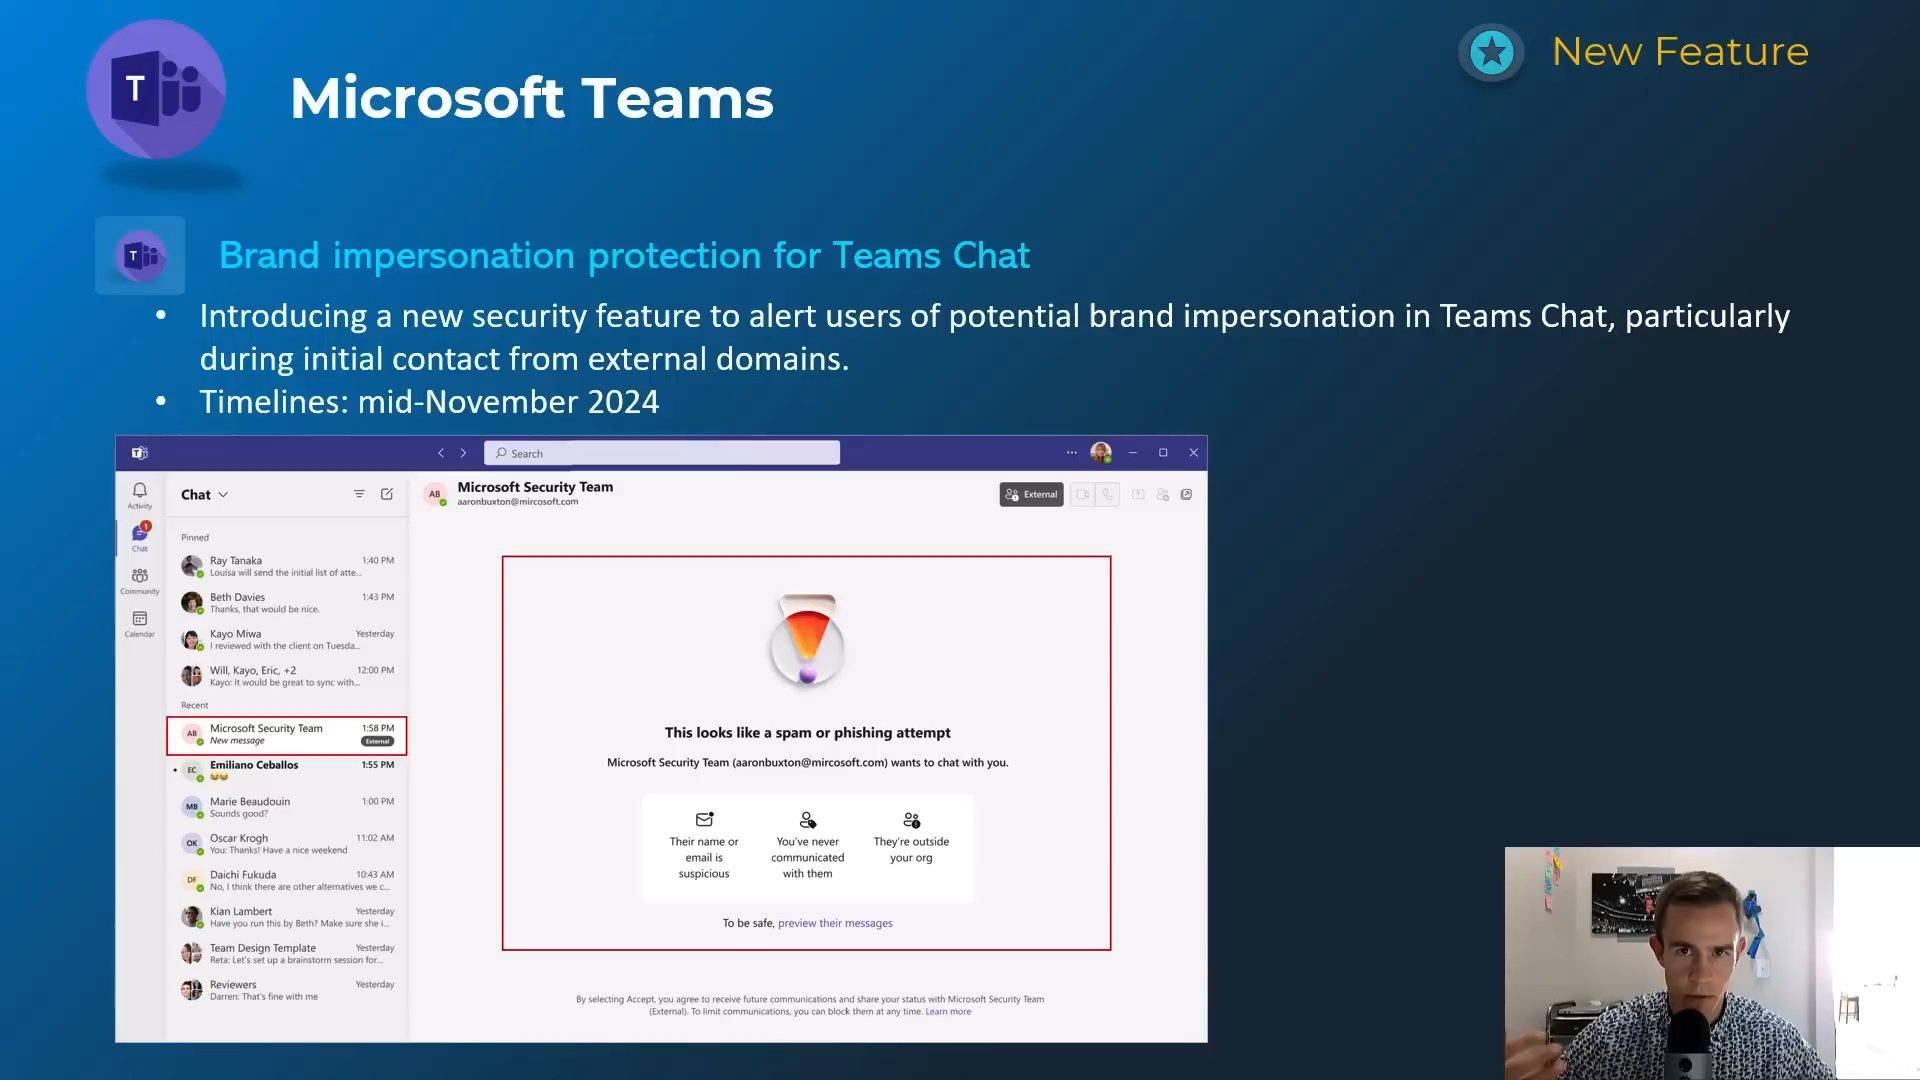 New Feature
T
Microsoft Teams
T
Brand impersonation protection for Teams Chat
• Introducing a new security feature to alert users of potential brand impersonation in Teams Chat, particularly
during initial contact from external domains.
• Timelines: mid-November 2024
Search
Activity
1
Chat
Community
Calendar
Chat
Pinned
Ray Tanaka 1:40 PM
Louisa will send the initial list of atte...
Beth Davies 1:43 PM
Thanks, that would be nice.
Kayo Miwa Yesterday
I reviewed with the client on Tuesda...
Will, Kayo, Eric, +2 12:00 PM
Kayo: It would be great to sync with...
Recent
AB Microsoft Security Team 1:58 PM
New message External
EC Emiliano Ceballos 1:55 PM
MB Marie Beaudouin 1:00 PM
Sounds good?
OK Oscar Krogh 11:02 AM
You: Thanks! Have a nice weekend
DF Daichi Fukuda 10:43 AM
No, I think there are other alternatives we c...
Kian Lambert Yesterday
Have you run this by Beth? Make sure she i...
Team Design Template Yesterday
Reta: Let's set up a brainstorm session for...
Reviewers Yesterday
Darren: That's fine with me
AB Microsoft Security Team
aaronbuxton@mircosoft.com
External
This looks like a spam or phishing attempt
Microsoft Security Team (aaronbuxton@mircosoft.com) wants to chat with you.
Their name or
email is
suspicious
You've never
communicated
with them
They're outside
your org
To be safe, preview their messages
By selecting Accept, you agree to receive future communications and share your status with Microsoft Security Team
(External). To limit communications, you can block them at any time. Learn more